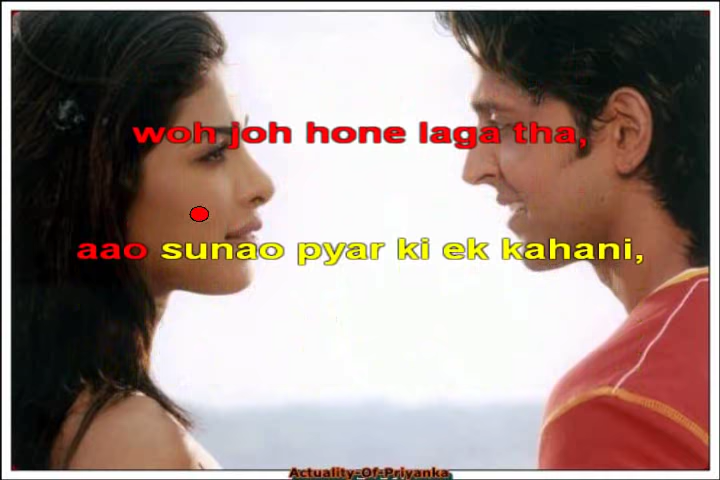 woh joh hone laga tha,
aao sunao pyar ki ek kahani,
Actuality-Of-Priyanka